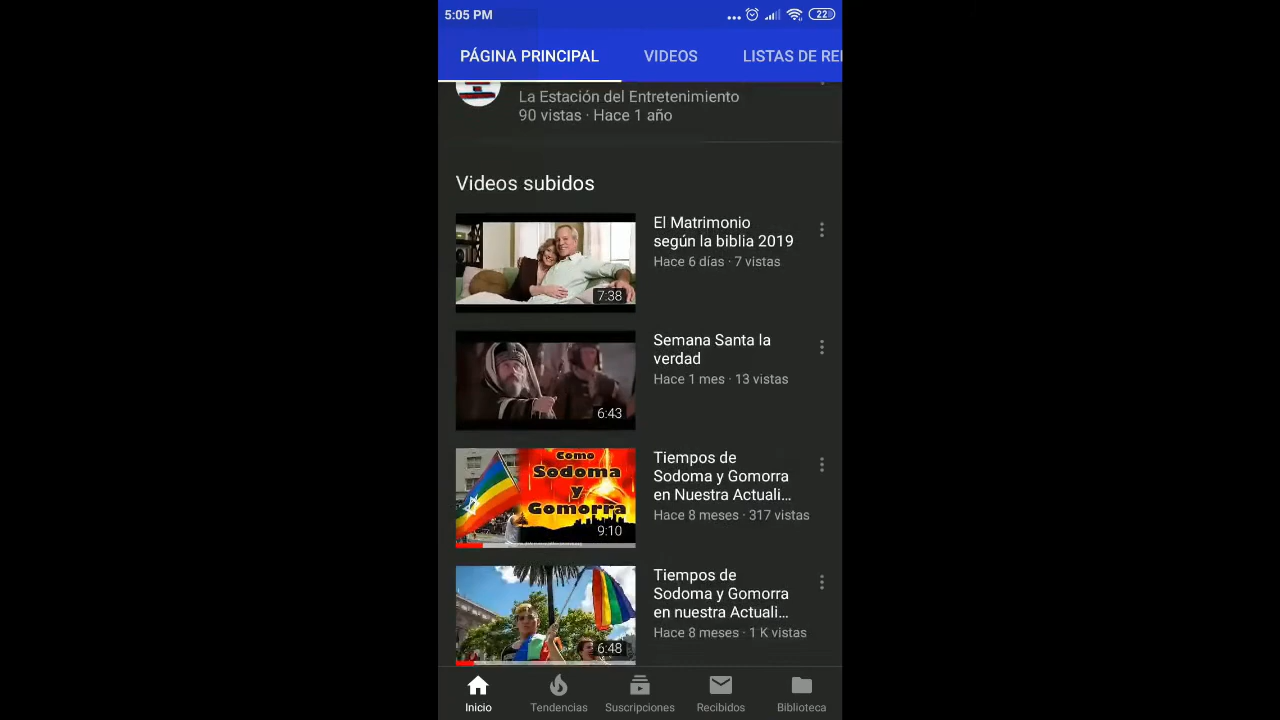 5:05 PM
22
PÁGINA PRINCIPAL
VIDEOS
LISTAS DE REI
La Estación del Entretenimiento
90 vistas · Hace 1 año
Videos subidos
El Matrimonio
según la biblia 2019
Hace 6 días · 7 vistas
7:38
Semana Santa la
verdad
Hace 1 mes · 13 vistas
6:43
Tiempos de
Sodoma y Gomorra
en Nuestra Actuali...
Hace 8 meses · 317 vistas
Como
Sodoma
y
Gomorra
9:10
Tiempos de
Sodoma y Gomorra
en nuestra Actuali...
Hace 8 meses · 1 K vistas
6:48
Inicio
Tendencias
Suscripciones
Recibidos
Biblioteca